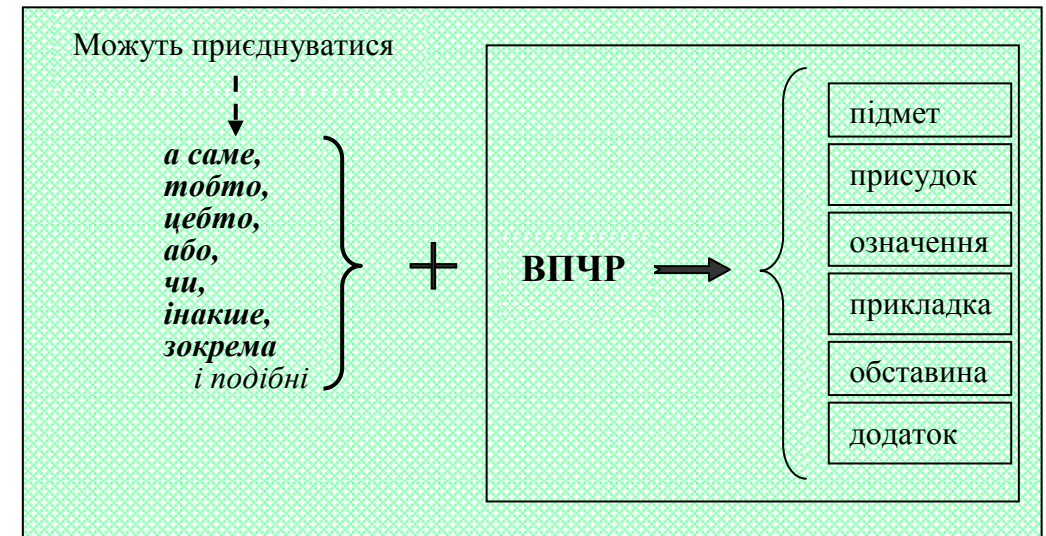 Можуть приєднуватися
а саме,
тобто,
цебто,
або,
чи,
інакше,
зокрема
і подібні
+
ВПЧР
підмет
присудок
означення
прикладка
обставина
додаток